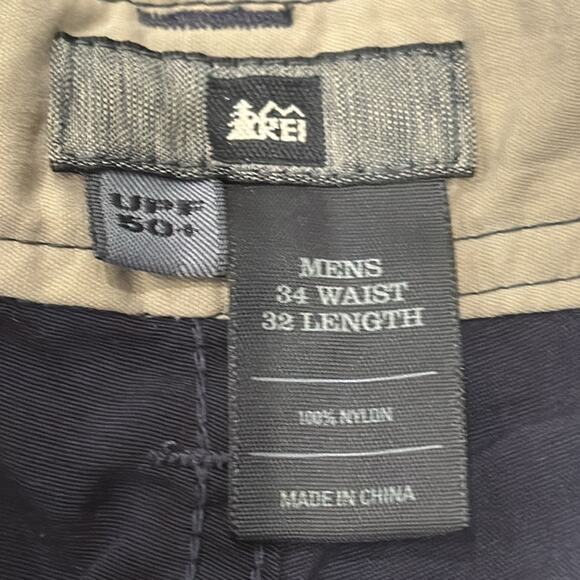 REI
UPF
50+
MENS
34 WAIST
32 LENGTH
100% NYLON
MADE IN CHINA